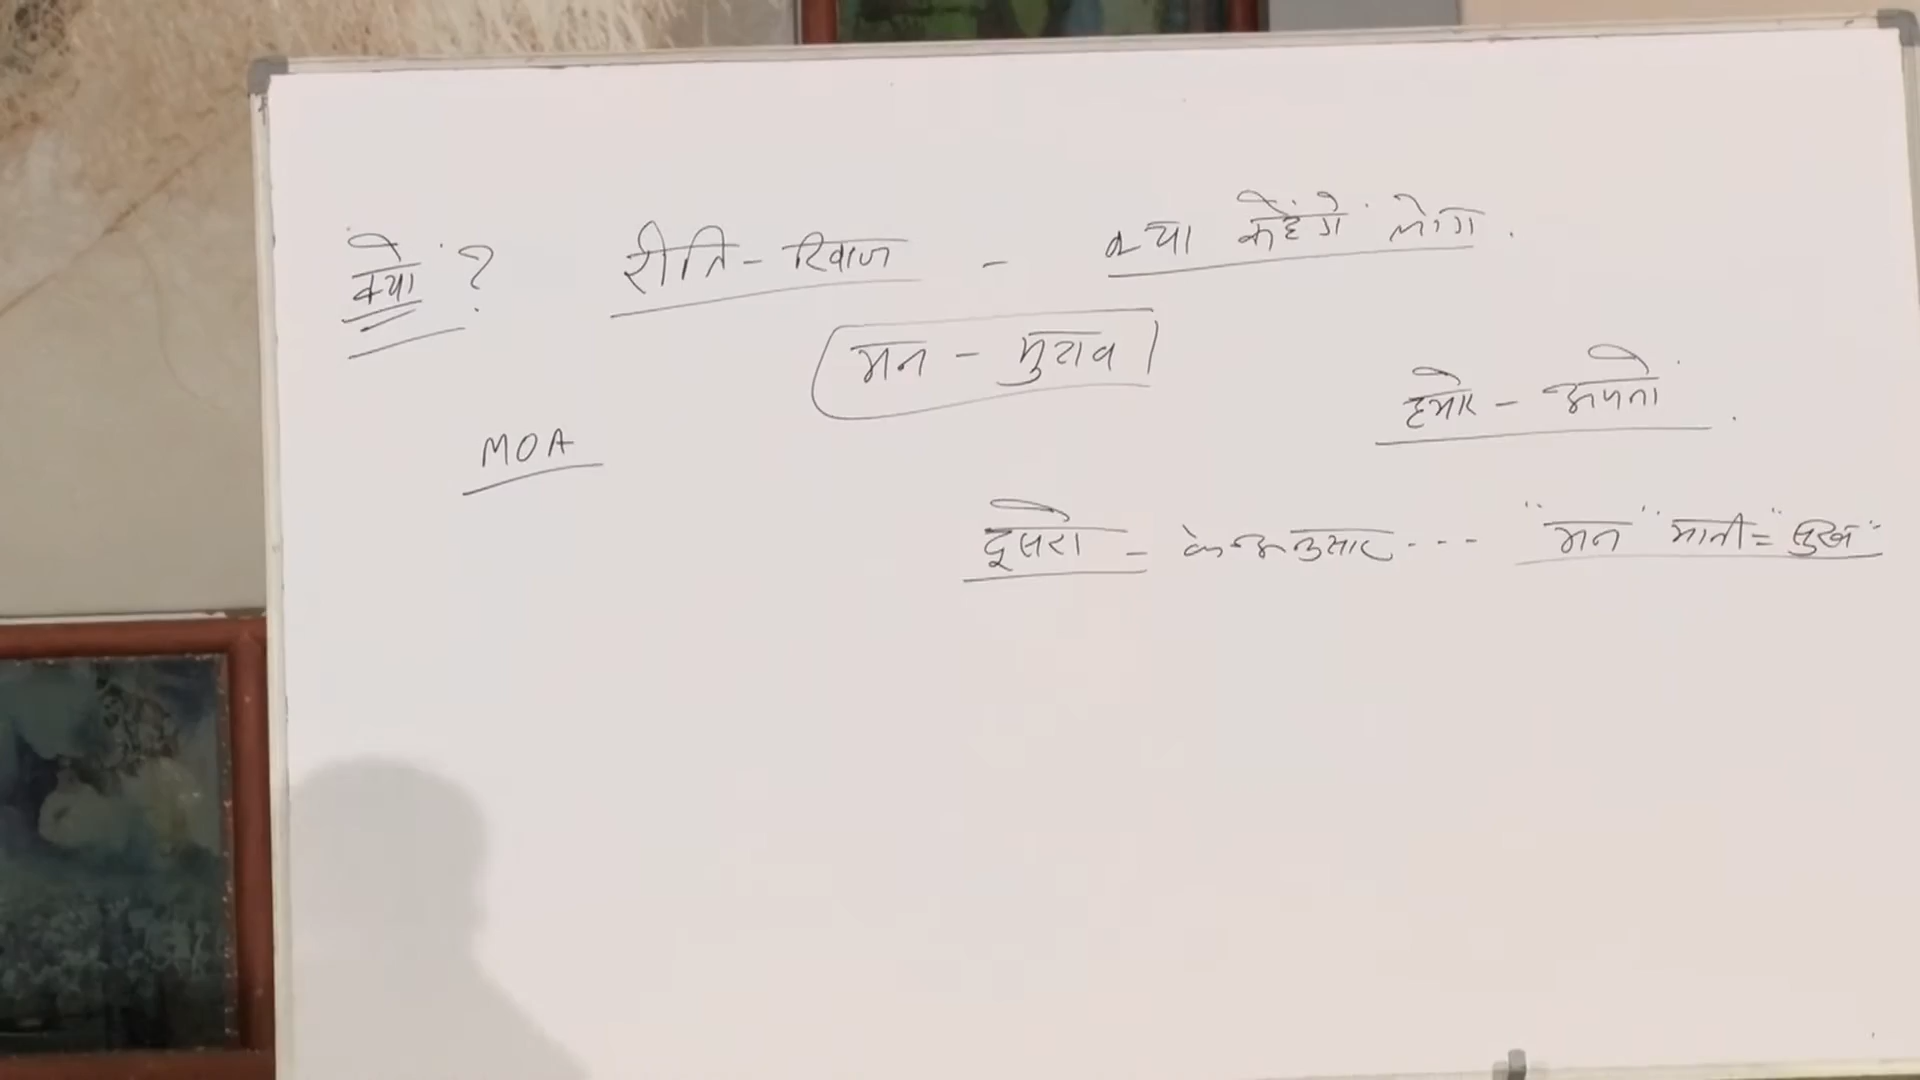 क्यों ? रीति - रिवाज - क्या कहेंगे लोग .
मन - मुटाव
हमारे - अपनों
MOA
दूसरों - के अनुसार --- "मन" मानी = "सुख"